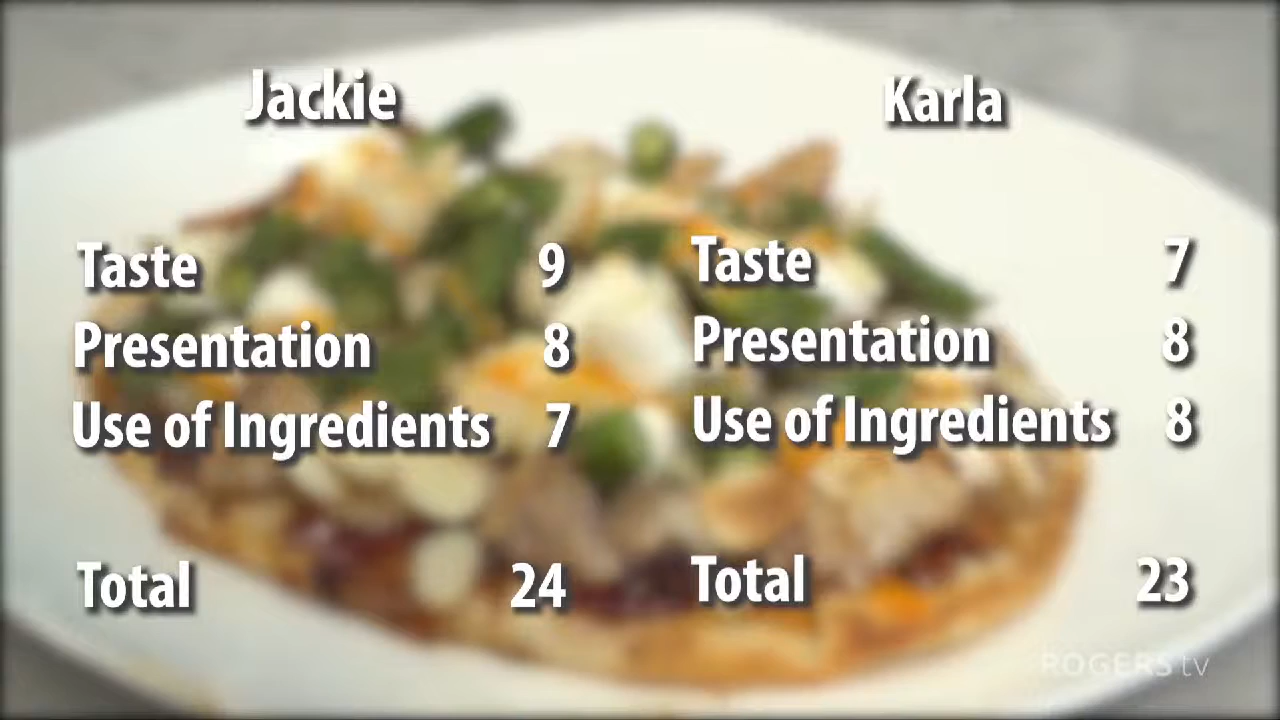 Jackie
Taste 9
Presentation 8
Use of Ingredients 7
Total 24
Karla
Taste 7
Presentation 8
Use of Ingredients 8
Total 23
ROGERS tv